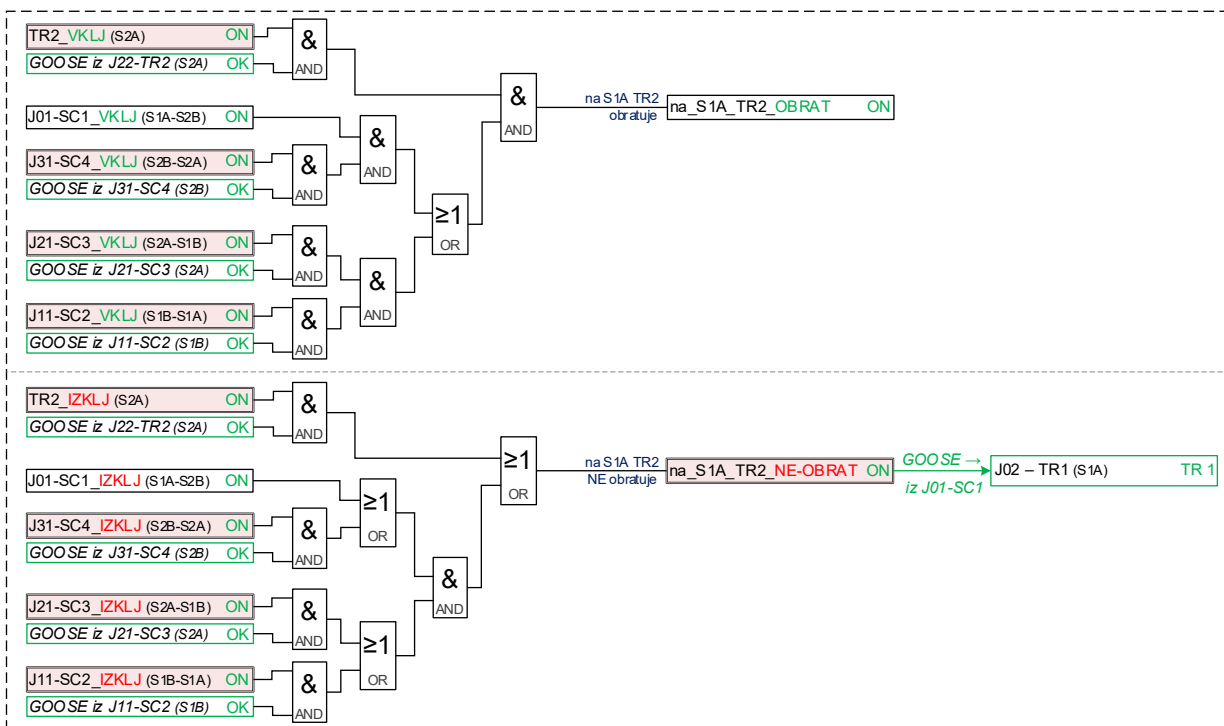 TR2_VKLJ (S2A) ON
GOOSE iz J22-TR2 (S2A) OK
&
AND
J01-SC1_VKLJ (S1A-S2B) ON
J31-SC4_VKLJ (S2B-S2A) ON
GOOSE iz J31-SC4 (S2B) OK
&
AND
&
AND
J21-SC3_VKLJ (S2A-S1B) ON
GOOSE iz J21-SC3 (S2A) OK
&
AND
J11-SC2_VKLJ (S1B-S1A) ON
GOOSE iz J11-SC2 (S1B) OK
&
AND
&
AND
≥1
OR
&
AND
na S1A TR2
obratuje
na_S1A_TR2_OBRAT ON
TR2_IZKLJ (S2A) ON
GOOSE iz J22-TR2 (S2A) OK
&
AND
J01-SC1_IZKLJ (S1A-S2B) ON
J31-SC4_IZKLJ (S2B-S2A) ON
GOOSE iz J31-SC4 (S2B) OK
&
AND
≥1
OR
J21-SC3_IZKLJ (S2A-S1B) ON
GOOSE iz J21-SC3 (S2A) OK
&
AND
J11-SC2_IZKLJ (S1B-S1A) ON
GOOSE iz J11-SC2 (S1B) OK
&
AND
≥1
OR
&
AND
≥1
OR
na S1A TR2
NE obratuje
na_S1A_TR2_NE-OBRAT ON
GOOSE →
iz J01-SC1
J02 – TR1 (S1A) TR 1